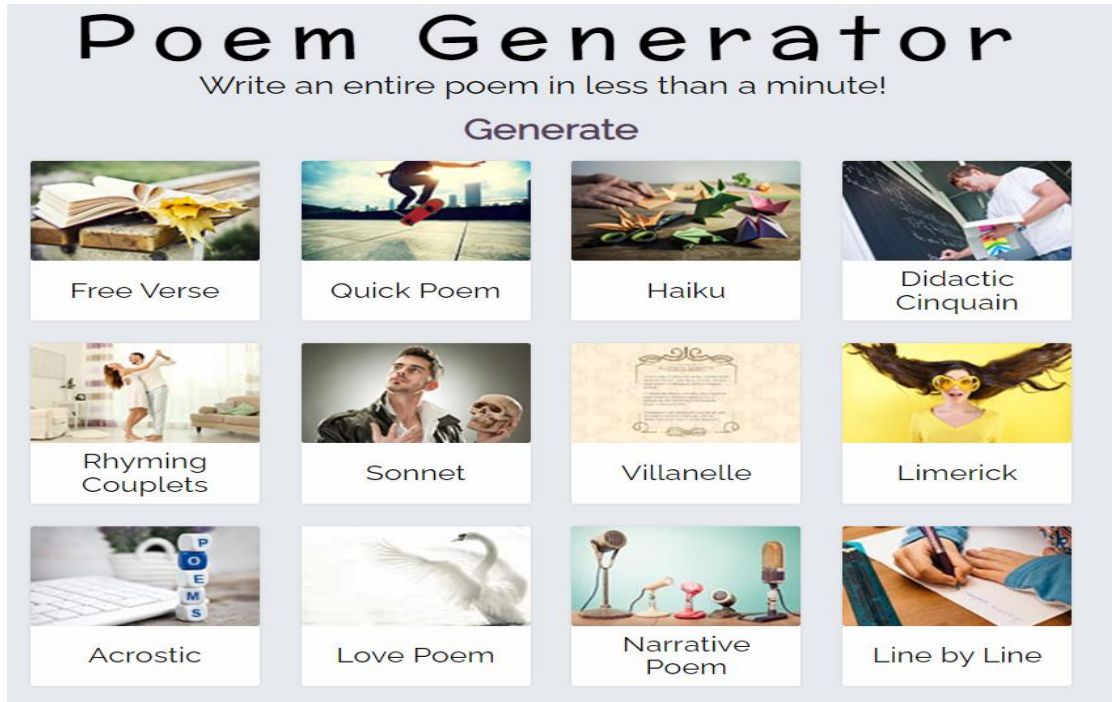 Poem Generator
Write an entire poem in less than a minute!
Generate
Free Verse
Quick Poem
Haiku
Didactic
Cinquain
Rhyming
Couplets
Sonnet
Villanelle
Limerick
P
O
E
M
S
Acrostic
Love Poem
Narrative
Poem
Line by Line